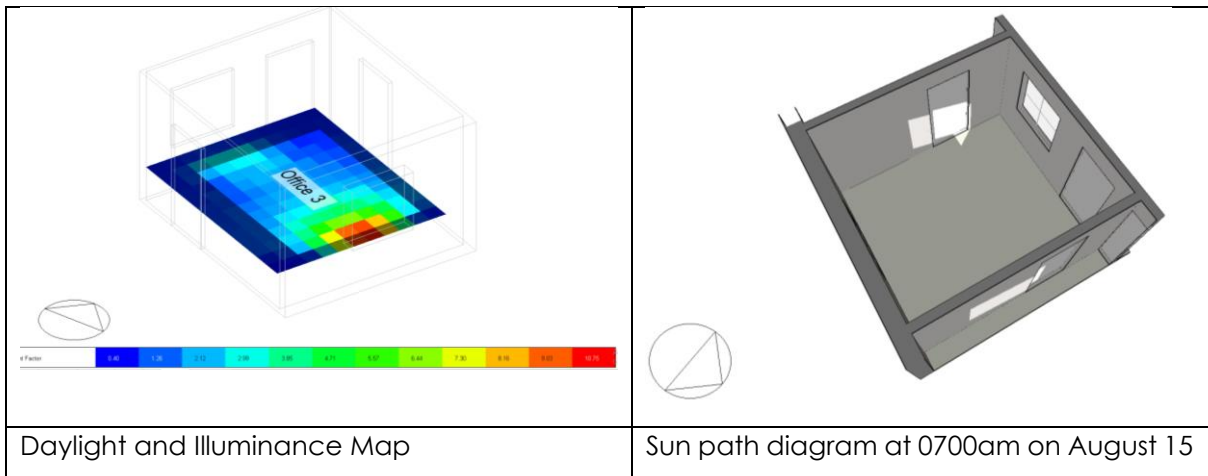 Office 3
Factor
0.40 1.26 2.12 2.99 3.85 4.71 5.57 6.44 7.30 8.16 9.03 10.75
Daylight and Illuminance Map
Sun path diagram at 0700am on August 15